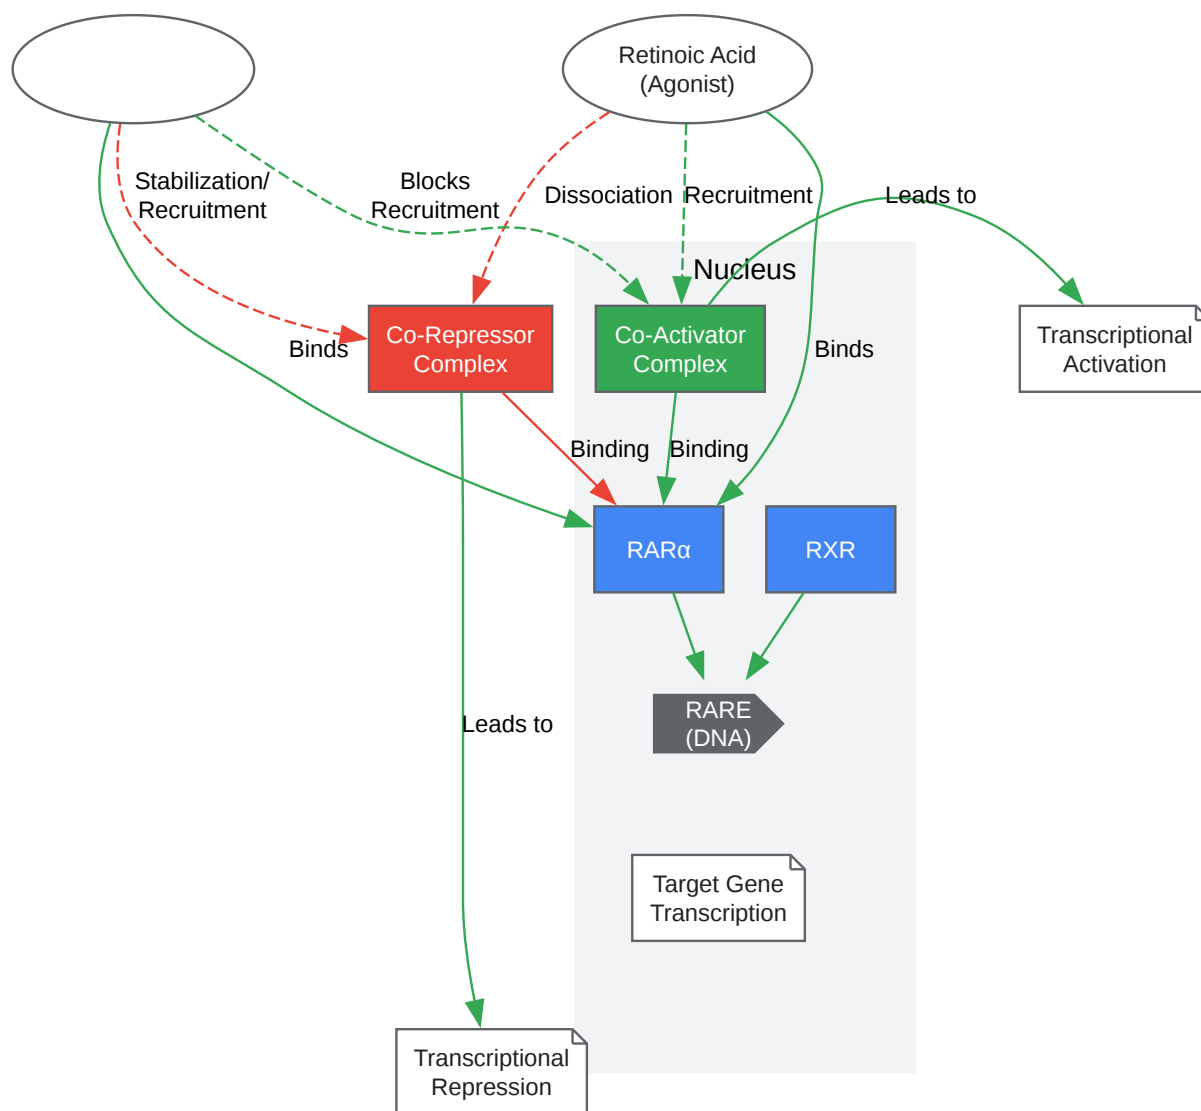 Retinoic Acid
(Agonist)
Stabilization/
Recruitment
Blocks
Recruitment
Dissociation
Recruitment
Leads to
Nucleus
Co-Repressor
Complex
Co-Activator
Complex
Transcriptional
Activation
Binds
Binds
Binding
Binding
RARα
RXR
RARE
(DNA)
Leads to
Target Gene
Transcription
Transcriptional
Repression